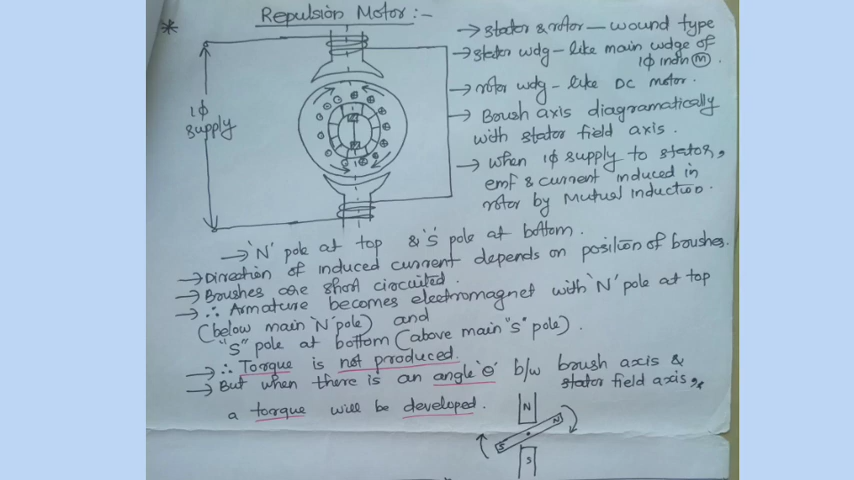 * Repulsion Motor:-
1ϕ supply
→ stator & rotor — wound type
→ stator wdg – like main wdge of 1ϕ indn Ⓜ.
→ rotor wdg – like DC motor.
→ Brush axis diagramatically with stator field axis.
→ when 1ϕ supply to stator, emf & current induced in rotor by Mutual Induction.
→ 'N' pole at top & 'S' pole at bottom.
→ Direction of induced current depends on position of brushes.
→ Brushes are short circuited.
→ ∴ Armature becomes electromagnet with 'N' pole at top
(below main 'N' pole) and
"S" pole at bottom (above main "S" pole).
→ ∴ Torque is not produced.
→ But when there is an angle 'θ' b/w brush axis & stator field axis,
a torque will be developed.
N
N
S
S